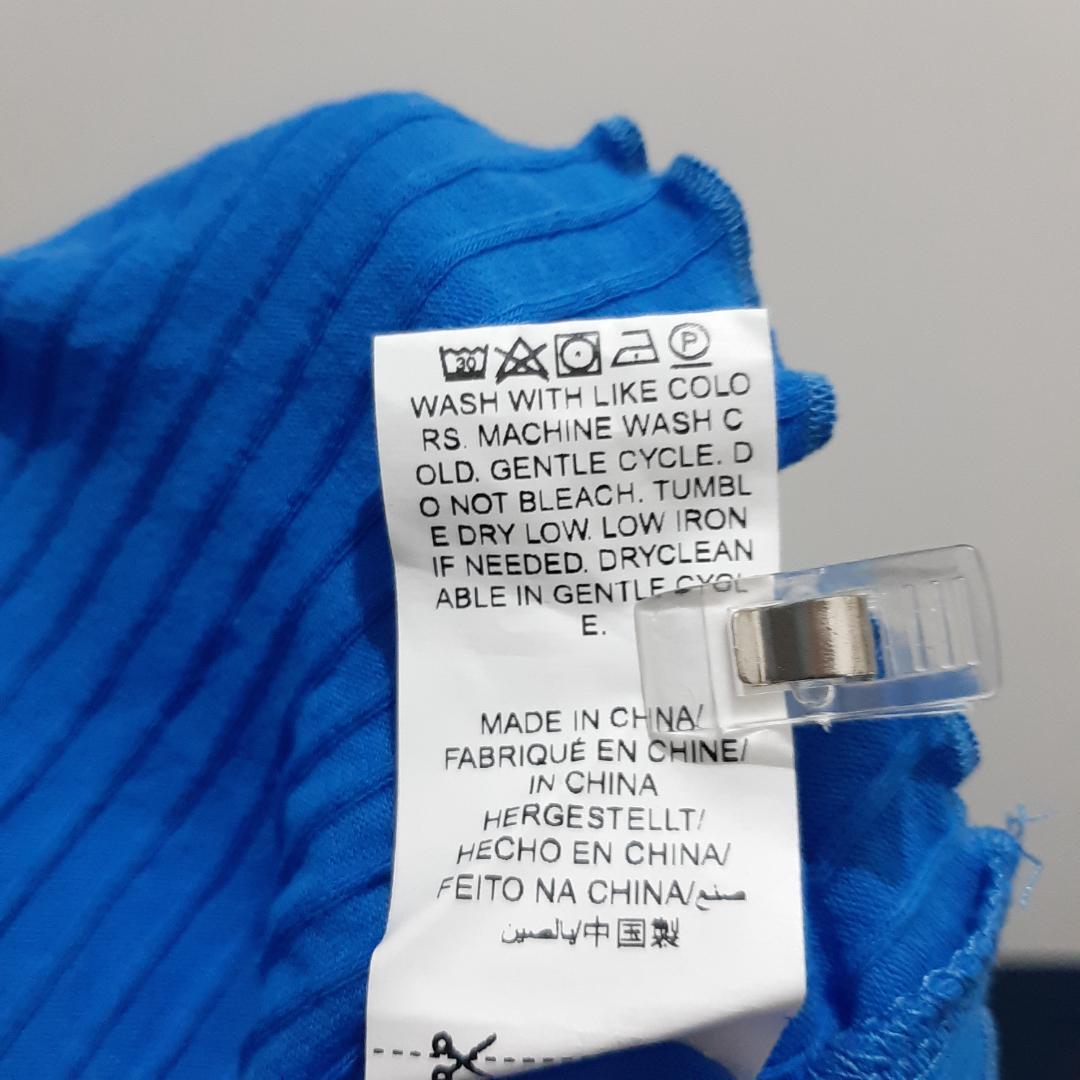 30
P
WASH WITH LIKE COLO
RS. MACHINE WASH C
OLD. GENTLE CYCLE. D
O NOT BLEACH. TUMBL
E DRY LOW. LOW IRON
IF NEEDED. DRYCLEAN
ABLE IN GENTLE CYCL
E.
MADE IN CHINA/
FABRIQUÉ EN CHINE/
IN CHINA
HERGESTELLT/
HECHO EN CHINA/
FEITO NA CHINA/صنع
بالصين/中国製